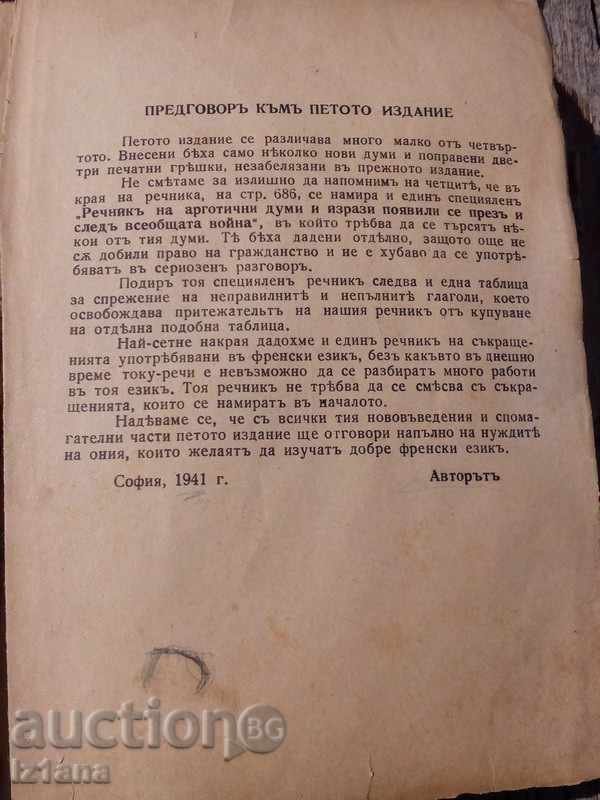 ПРЕДГОВОРЪ КЪМЪ ПЕТОТО ИЗДАНИЕ
Петото издание се различава много малко отъ четвър-
тото. Внесени бѣха само нѣколко нови думи и поправени две-
три печатни грѣшки, незабелязани въ прежното издание.
Не смѣтаме за излишно да напомнимъ на четцитѣ, че въ
края на речника, на стр. 686, се намира и единъ специяленъ
„Речникъ на арготични думи и изрази появили се презъ и
следъ всеобщата война“, въ който трѣбва да се търсятъ нѣ-
кои отъ тия думи. Тѣ бѣха дадени отдѣлно, защото още не
сѫ добили право на гражданство и не е хубаво да се употрѣ-
бяватъ въ сериозенъ разговоръ.
Подиръ тоя специяленъ речникъ следва и една таблица
за спрежение на неправилнитѣ и непълнитѣ глаголи, което
освобождава притежательтъ на нашия речникъ отъ купуване
на отдѣлна подобна таблица.
Най-сетне накрая дадохме и единъ речникъ на съкраще-
нията употрѣбявани въ френски езикъ, безъ какъвто въ днешно
време току-речи е невъзможно да се разбиратъ много работи
въ тоя езикъ. Тоя речникъ не трѣбва да се смѣсва съ съкра-
щенията, които се намиратъ въ началото.
Надѣваме се, че съ всички тия нововъведения и спома-
гателни части петото издание ще отговори напълно на нуждитѣ
на ония, които желаятъ да изучатъ добре френски езикъ.
София, 1941 г. Авторътъ
auction BG
iz1ana